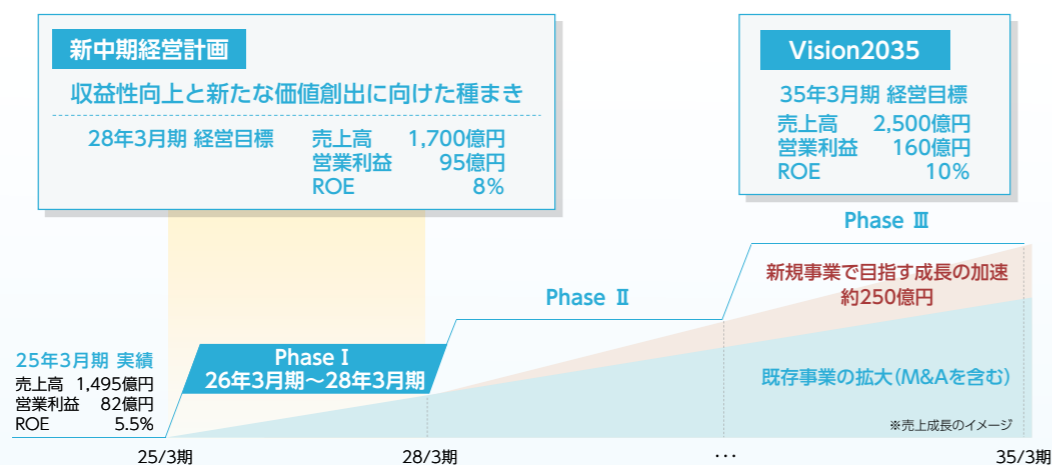 新中期経営計画
収益性向上と新たな価値創出に向けた種まき
28年3月期 経営目標 売上高 1,700億円
営業利益 95億円
ROE 8%
Vision2035
35年3月期 経営目標
売上高 2,500億円
営業利益 160億円
ROE 10%
Phase Ⅲ
新規事業で目指す成長の加速
約250億円
Phase Ⅱ
Phase Ⅰ
26年3月期～28年3月期
25年3月期 実績
売上高 1,495億円
営業利益 82億円
ROE 5.5%
既存事業の拡大(M&Aを含む)
※売上成長のイメージ
25/3期 28/3期 … 35/3期